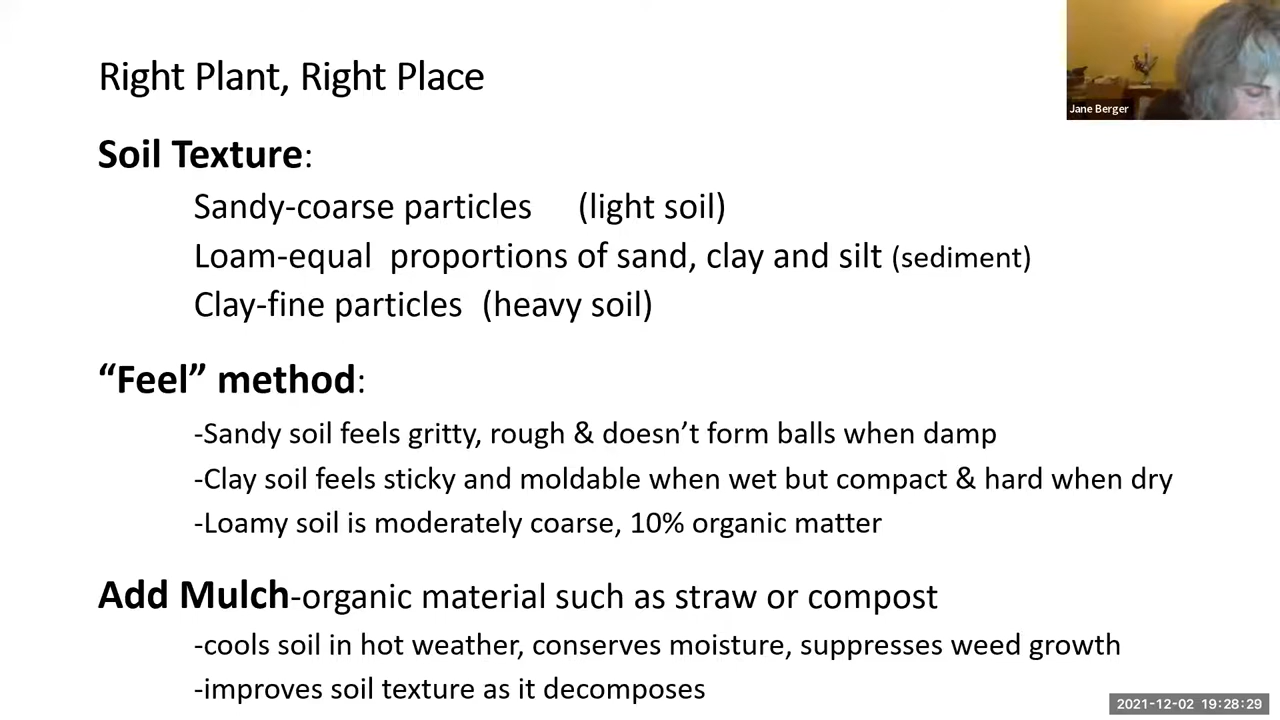 Right Plant, Right Place
Jane Berger
Soil Texture:
Sandy-coarse particles (light soil)
Loam-equal proportions of sand, clay and silt (sediment)
Clay-fine particles (heavy soil)
“Feel” method:
-Sandy soil feels gritty, rough & doesn’t form balls when damp
-Clay soil feels sticky and moldable when wet but compact & hard when dry
-Loamy soil is moderately coarse, 10% organic matter
Add Mulch-organic material such as straw or compost
-cools soil in hot weather, conserves moisture, suppresses weed growth
-improves soil texture as it decomposes
2021-12-02 19:28:29